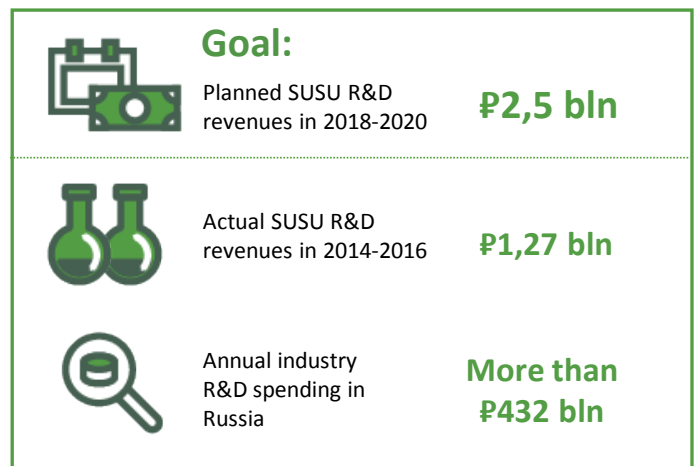 Goal:
Planned SUSU R&D
revenues in 2018-2020
₽2,5 bln
Actual SUSU R&D
revenues in 2014-2016
₽1,27 bln
Annual industry
R&D spending in
Russia
More than
₽432 bln